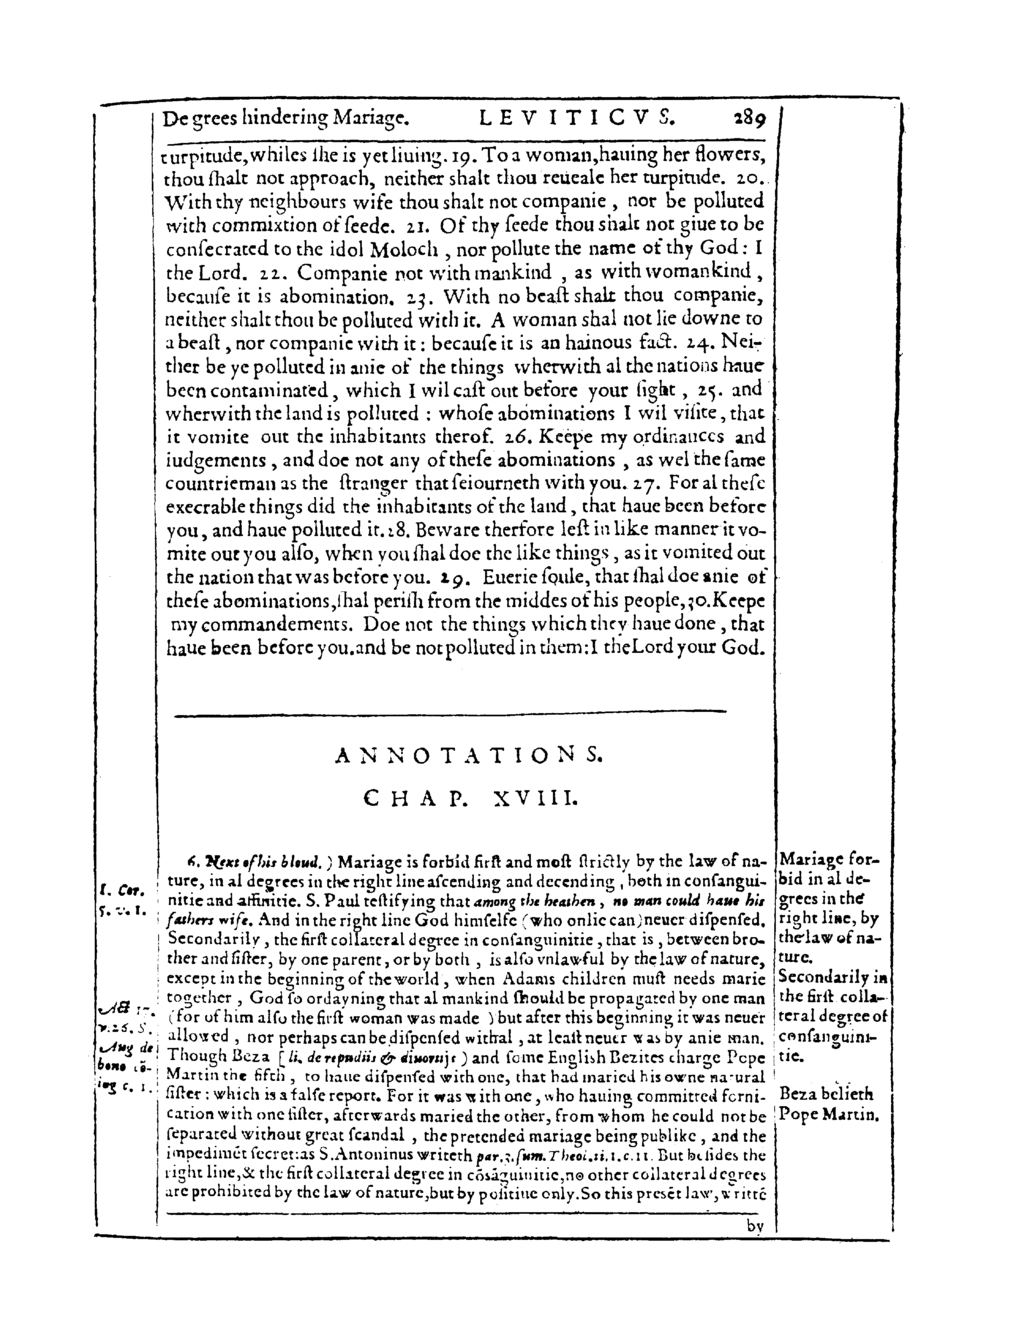 Degrees hindering Mariage. LEVITICVS. 289
turpitude,whiles ſhe is yet liuing. 19. To a woman,hauing her flowers,
thou ſhalt not approach, neither shalt thou reueale her turpitude. 20.
With thy neighbours wife thou shalt not companie , nor be polluted
with commixtion of ſeede. 21. Of thy ſeede thou shalt not giue to be
conſecrated to the idol Moloch , nor pollute the name of thy God : I
the Lord. 22. Companie not with mankind , as with womankind ,
becauſe it is abomination. 23. With no beaſt shalt thou companie,
neither shalt thou be polluted with it. A woman shal not lie downe to
a beaſt , nor companie with it : becauſe it is an hainous fact. 24. Nei-
ther be ye polluted in anie of the things wherwith al the nations haue
been contaminated , which I wil caſt out before your ſight , 25. and
wherwith the land is polluted : whoſe abominations I wil viſite, that
it vomite out the inhabitants therof. 26. Keepe my ordinances and
iudgements , and doe not any of theſe abominations , as wel the ſame
countrieman as the ſtranger that ſeiourneth with you. 27. For al theſe
execrable things did the inhabitants of the land , that haue been before
you , and haue polluted it. 28. Beware therfore leſt in like manner it vo-
mite out you alſo, when you ſhal doe the like things , as it vomited out
the nation that was before you. 29. Euerie ſoule, that ſhal doe anie of
theſe abominations,ſhal periſh from the middes of his people,30.Keepe
my commandements. Doe not the things which they haue done , that
haue been before you,and be not polluted in them:I the Lord your God.
ANNOTATIONS.
CHAP. XVIII.
6. Next of his bloud. ) Mariage is forbid firſt and moſt ſtrictly by the law of na-
ture, in al degrees in the right line aſcending and decending , both in conſangui-
nitie and affinitie. S. Paul teſtifying that among the heathen , no man could haue his
fathers wife. And in the right line God himſelfe (who onlie can)neuer diſpenſed.
Secondarily , the firſt collateral degree in conſanguinitie , that is , between bro-
ther and ſiſter, by one parent, or by both , is alſo vnlawful by the law of nature,
except in the beginning of the world , when Adams children muſt needs marie
together , God ſo ordayning that al mankind ſhould be propagated by one man
(for of him alſo the firſt woman was made ) but after this beginning it was neuer
allowed , nor perhaps can be diſpenſed withal , at leaſt neuer was by anie man.
Though Beza [ li. de repudiis & diuortijs ) and ſome Engliſh Bezites charge Pope
Martin the fifth , to haue diſpenſed with one, that had maried his owne natural
ſiſter : which is a falſe report. For it was with one , who hauing committed forni-
cation with one ſiſter, afterwards maried the other, from whom he could not be
ſeparated without great ſcandal , the pretended mariage being publike , and the
impedimēt ſecret:as S.Antoninus writeth par.3.ſum.Theol.ti.1.c.11. But beſides the
right line,& the firſt collateral degree in cōſāguinitie,no other collateral degrees
are prohibited by the law of nature,but by poſitiue only.So this presēt law , writtē
by
1. Cor.
5. v. 1.
Act 17.
v.26. S.
Aug de
bono cō-
iug c. 1.
Mariage for-
bid in al de-
grees in the
right line, by
the law of na-
ture.
Secondarily in
the firſt colla-
teral degree of
conſanguini-
tie.
Beza belieth
Pope Martin.